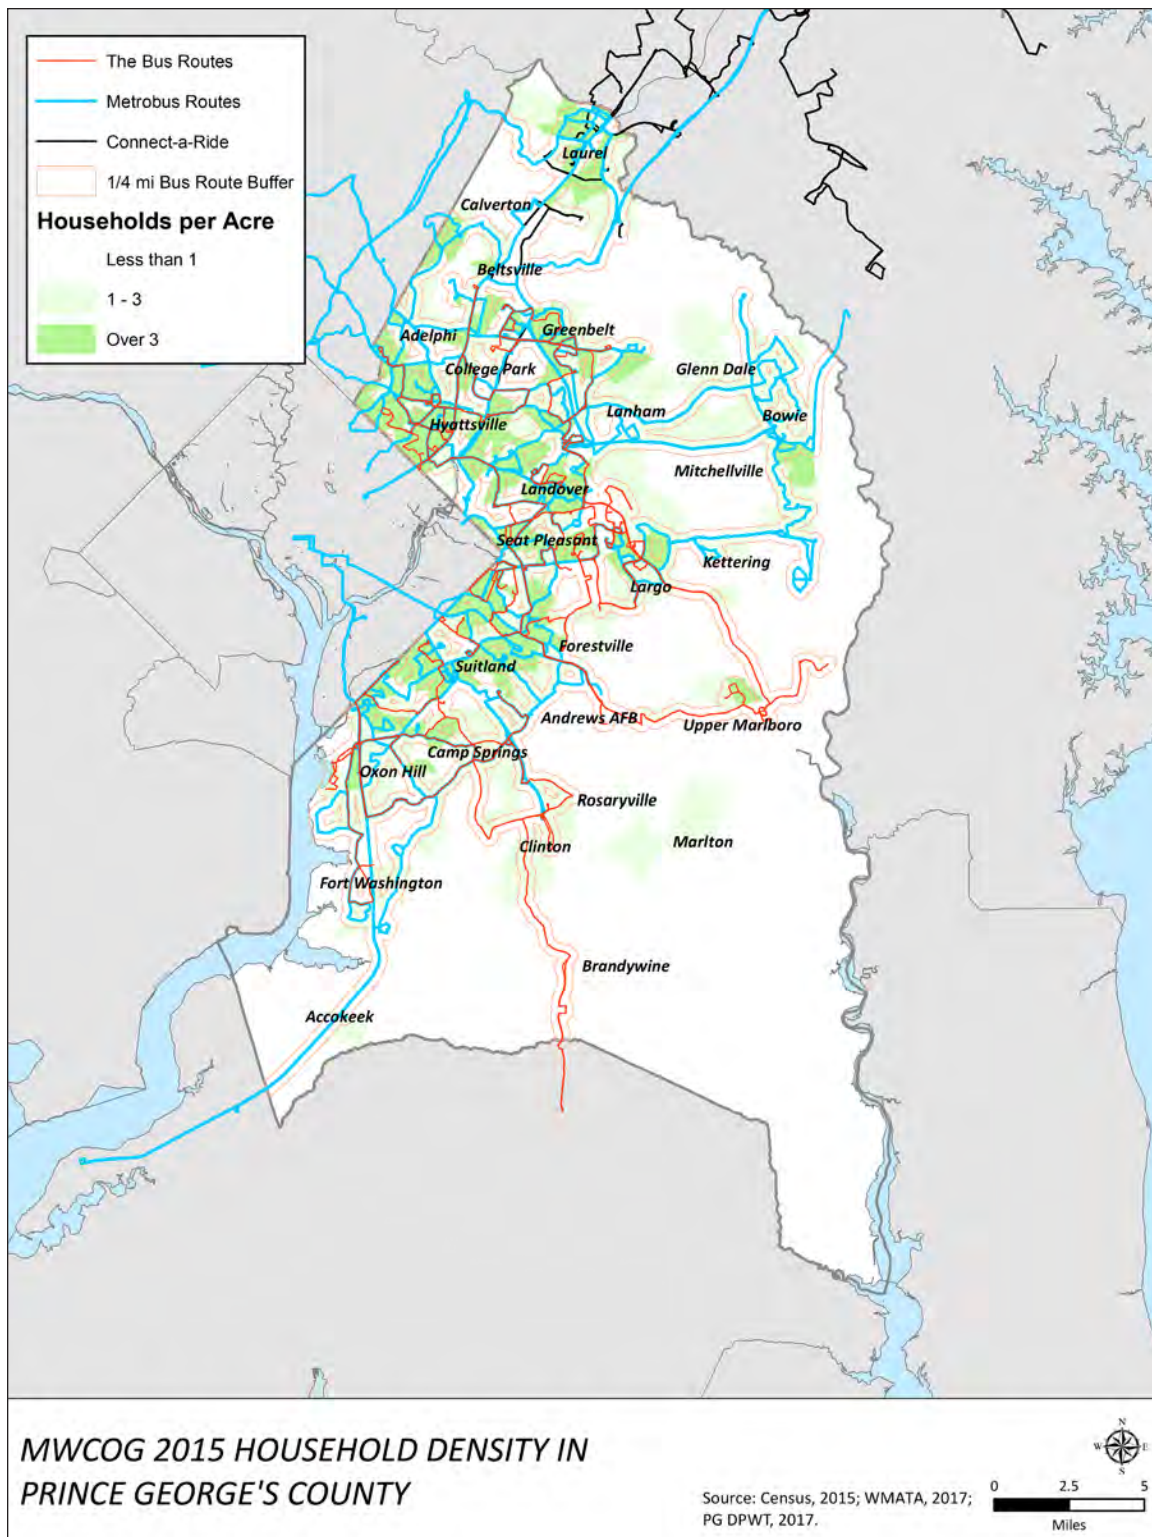 The Bus Routes
Metrobus Routes
Connect-a-Ride
1/4 mi Bus Route Buffer
Households per Acre
Less than 1
1 - 3
Over 3
Laurel
Calverton
Beltsville
Adelphi
Greenbelt
College Park
Glenn Dale
Lanham
Bowie
Hyattsville
Mitchellville
Landover
Seat Pleasant
Kettering
Largo
Forestville
Suitland
Andrews AFB
Upper Marlboro
Camp Springs
Oxon Hill
Rosaryville
Clinton
Marlton
Fort Washington
Brandywine
Accokeek
MWCOG 2015 HOUSEHOLD DENSITY IN
PRINCE GEORGE'S COUNTY
Source: Census, 2015; WMATA, 2017;
PG DPWT, 2017.
N
W E
S
0 2.5 5
Miles